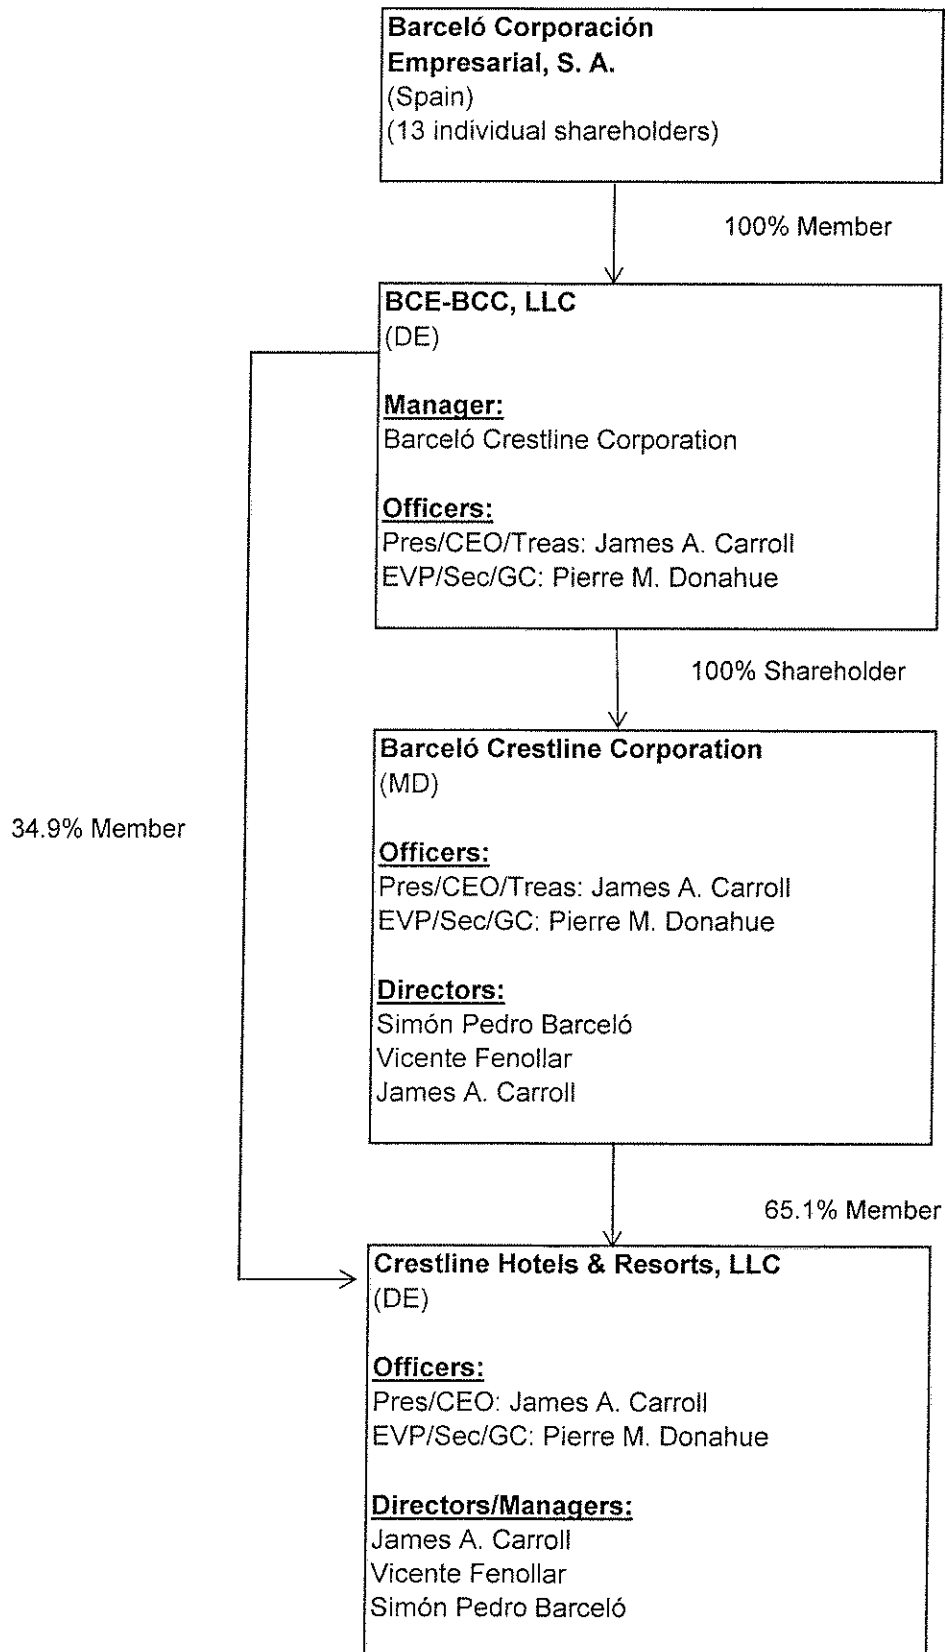 Barceló Corporación
Empresarial, S. A.
(Spain)
(13 individual shareholders)
100% Member
BCE-BCC, LLC
(DE)
Manager:
Barceló Crestline Corporation
Officers:
Pres/CEO/Treas: James A. Carroll
EVP/Sec/GC: Pierre M. Donahue
100% Shareholder
Barceló Crestline Corporation
(MD)
34.9% Member
Officers:
Pres/CEO/Treas: James A. Carroll
EVP/Sec/GC: Pierre M. Donahue
Directors:
Simón Pedro Barceló
Vicente Fenollar
James A. Carroll
65.1% Member
Crestline Hotels & Resorts, LLC
(DE)
Officers:
Pres/CEO: James A. Carroll
EVP/Sec/GC: Pierre M. Donahue
Directors/Managers:
James A. Carroll
Vicente Fenollar
Simón Pedro Barceló